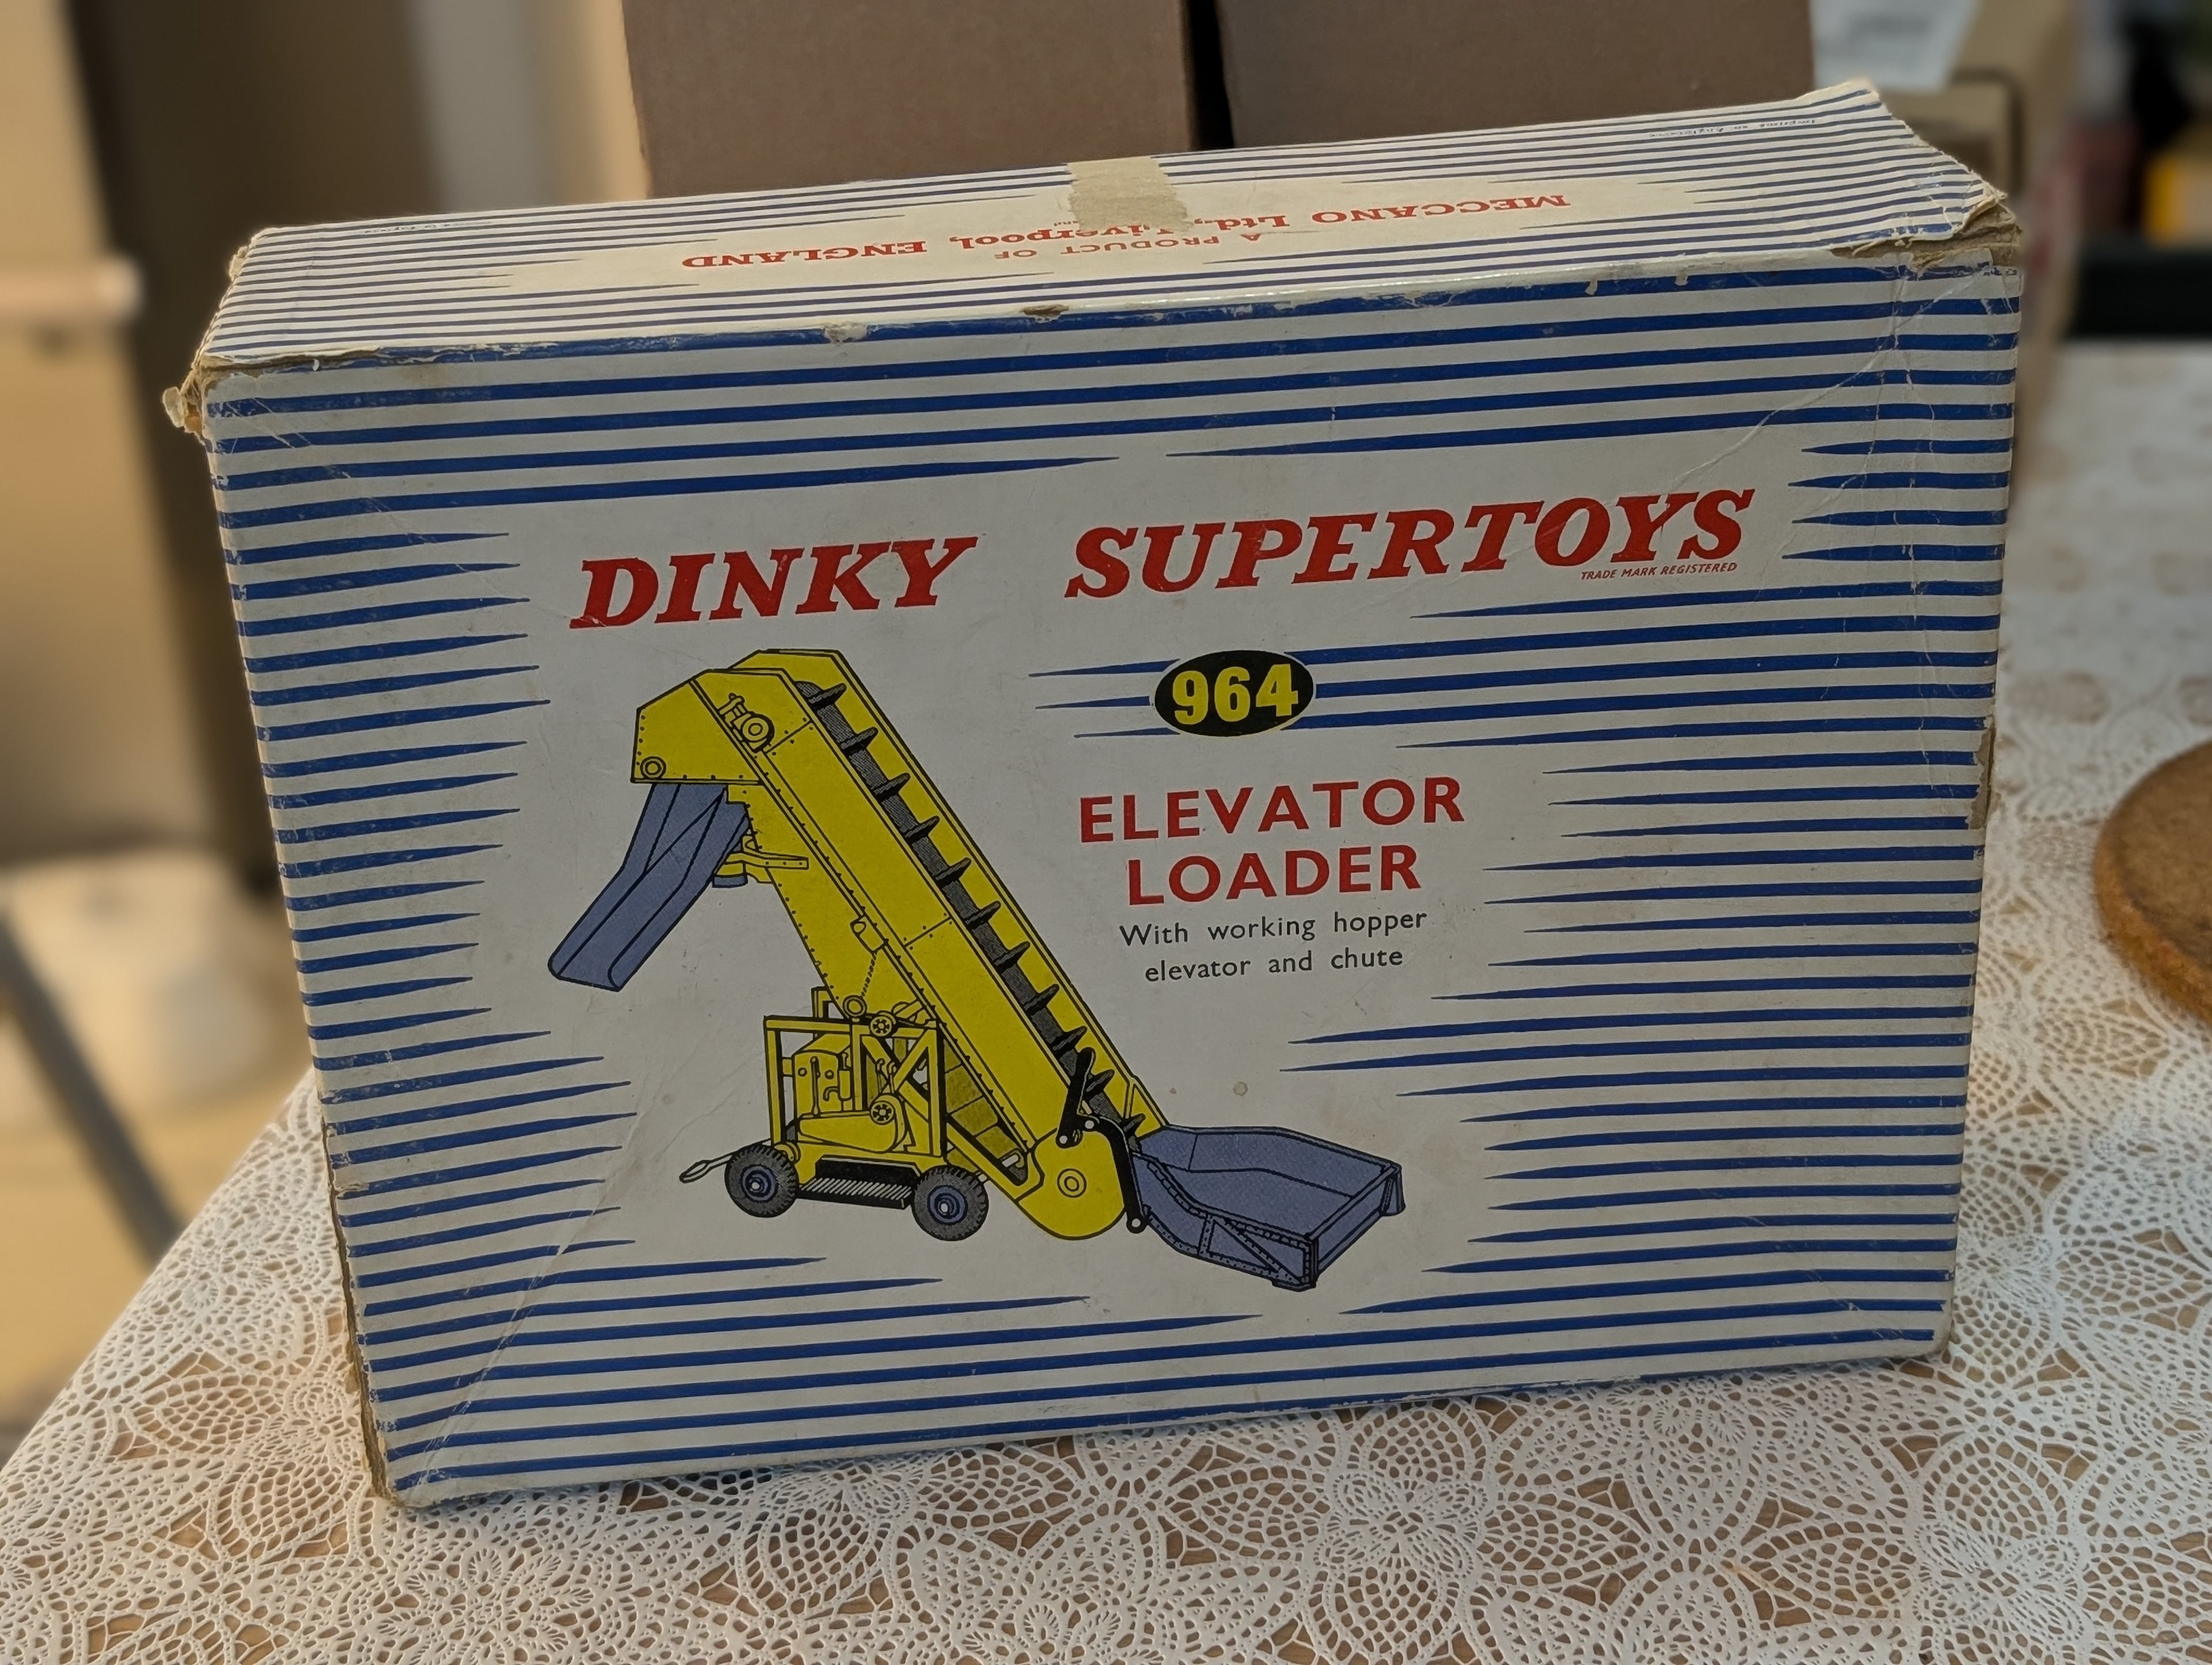 A PRODUCT OF
MECCANO Ltd., Liverpool, ENGLAND
DINKY SUPERTOYS
TRADE MARK REGISTERED
964
ELEVATOR
LOADER
With working hopper
elevator and chute